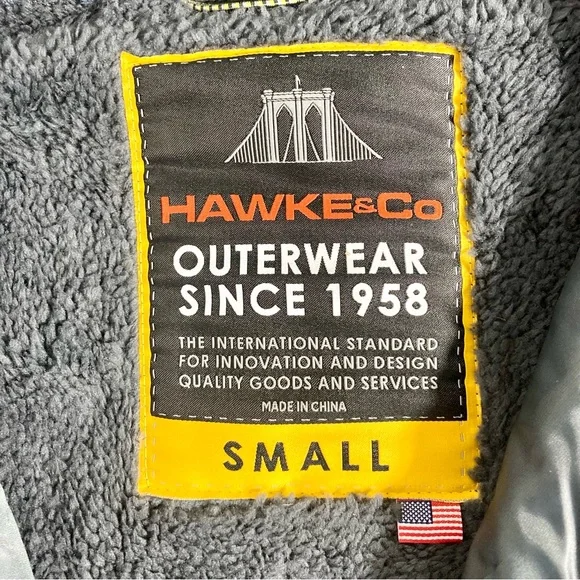 HAWKE&Co
OUTERWEAR
SINCE 1958
THE INTERNATIONAL STANDARD
FOR INNOVATION AND DESIGN
QUALITY GOODS AND SERVICES
MADE IN CHINA
SMALL